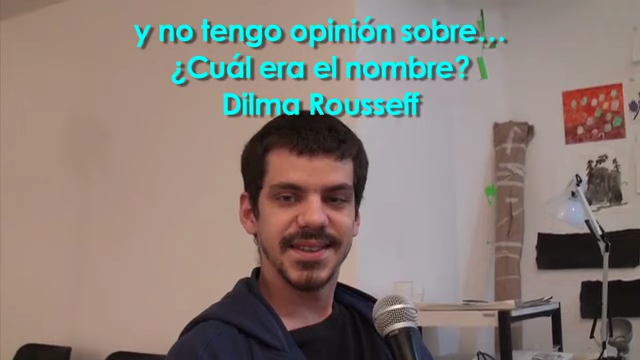 y no tengo opinión sobre...
¿Cuál era el nombre?
Dilma Rousseff